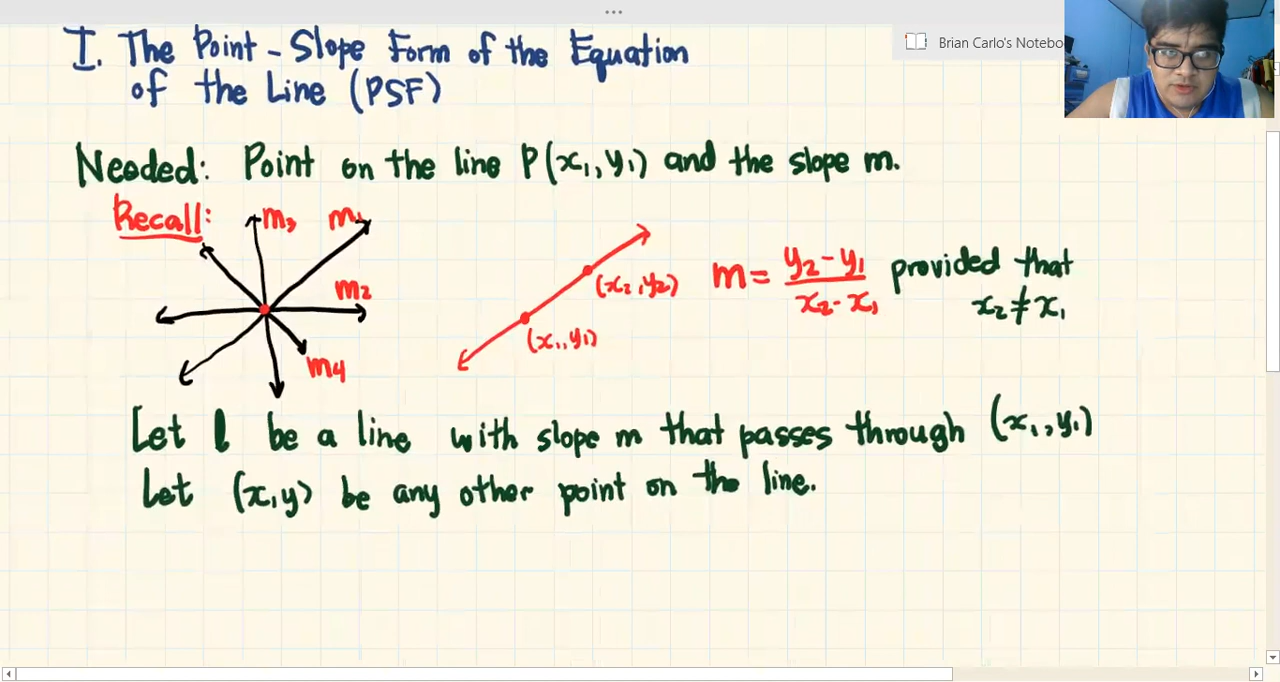 Brian Carlo's Notebo
I. The Point-Slope Form of the Equation
of the Line (PSF)
Needed: Point on the line P(x₁,y₁) and the slope m.
Recall:
m₃
m₁
m₂
m₄
(x₂,y₂)
(x₁,y₁)
m = y₂-y₁ / x₂-x₁ provided that
x₂≠x₁
Let l be a line with slope m that passes through (x₁,y₁)
Let (x,y) be any other point on the line.